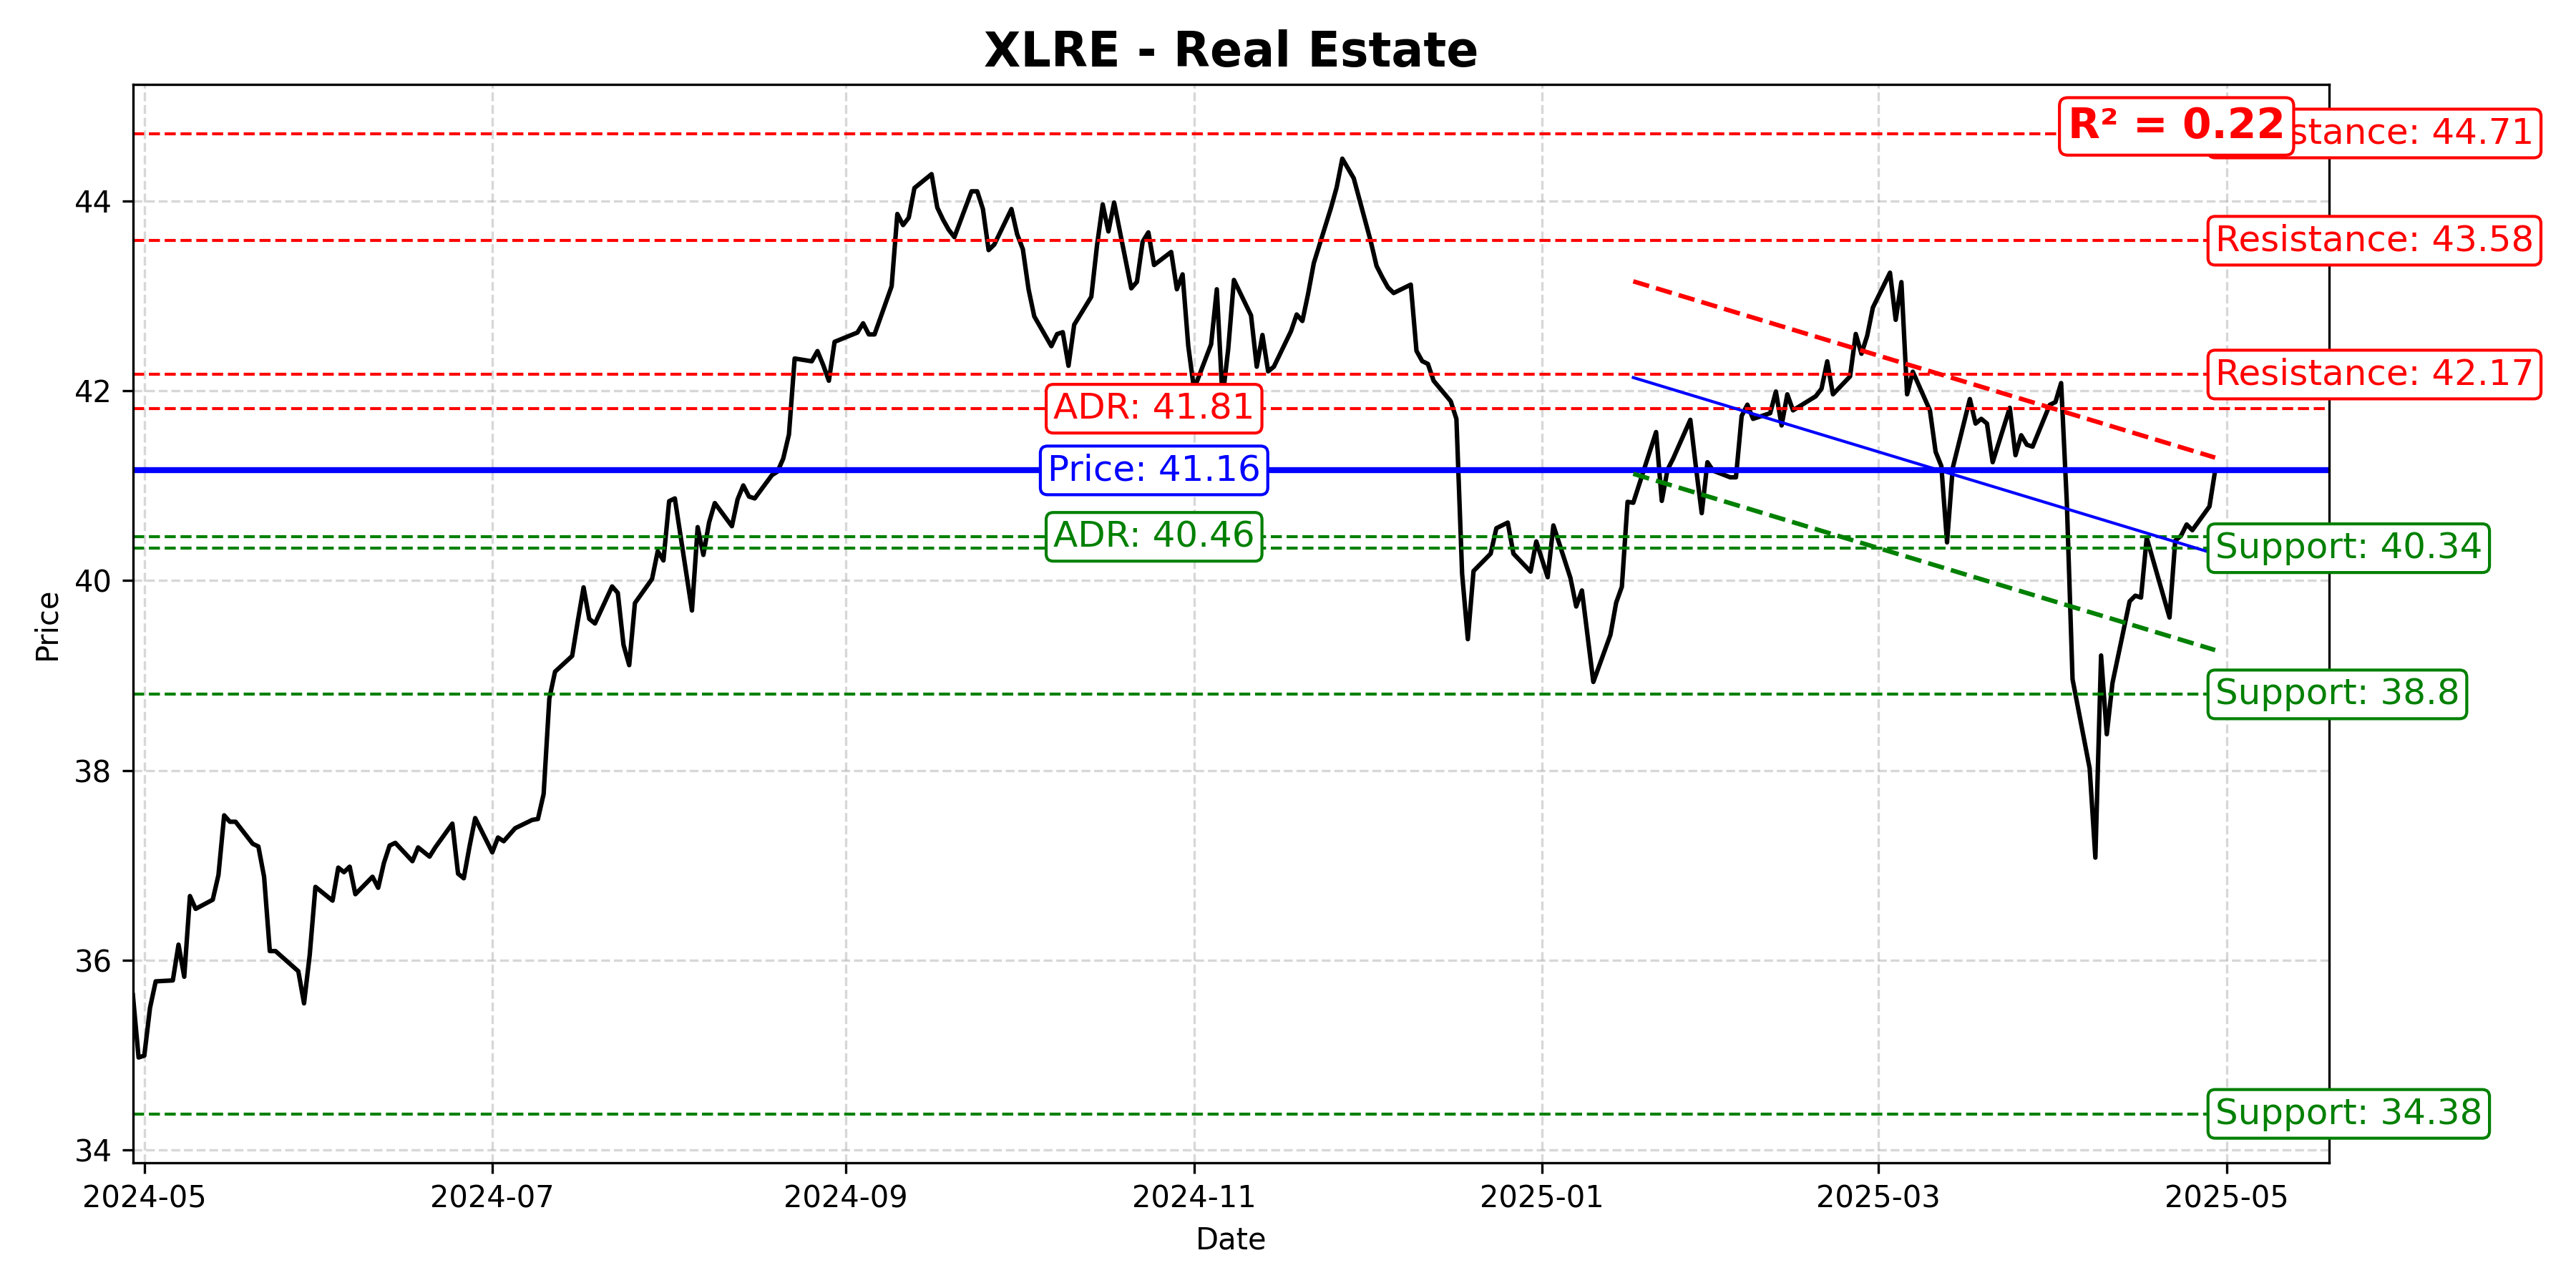 XLRE - Real Estate
R² = 0.22
stance: 44.71
Resistance: 43.58
Resistance: 42.17
ADR: 41.81
Price: 41.16
ADR: 40.46
Support: 40.34
Support: 38.8
Support: 34.38
Price
44
42
40
38
36
34
2024-05 2024-07 2024-09 2024-11 2025-01 2025-03 2025-05
Date